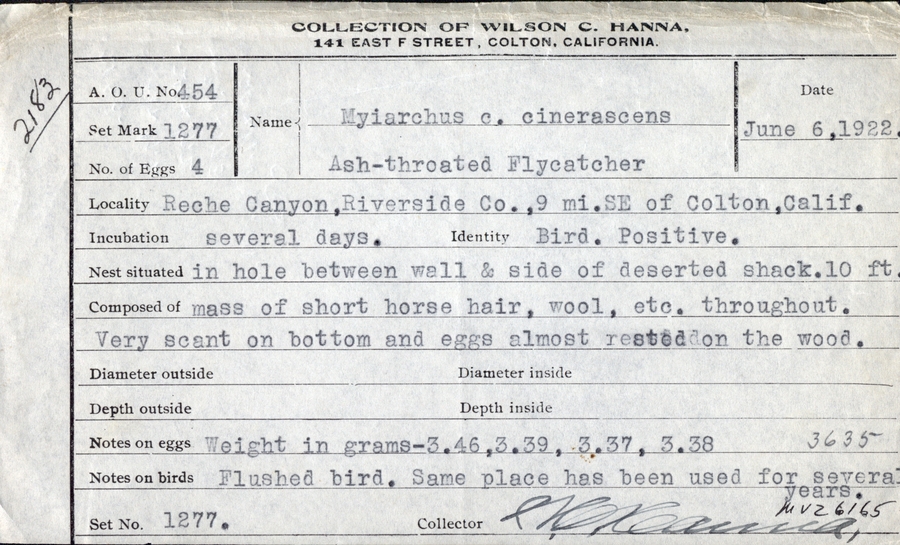 COLLECTION OF WILSON C. HANNA,
141 EAST F STREET, COLTON, CALIFORNIA.
2182
A. O. U. No. 454
Set Mark 1277
No. of Eggs 4
Name
Myiarchus c. cinerascens
Ash-throated Flycatcher
Date
June 6,1922.
Locality Reche Canyon,Riverside Co.,9 mi.SE of Colton,Calif.
Incubation several days. Identity Bird. Positive.
Nest situated in hole between wall & side of deserted shack.10 ft.
Composed of mass of short horse hair, wool, etc. throughout.
Very scant on bottom and eggs almost rested on the wood.
Diameter outside Diameter inside
Depth outside Depth inside
Notes on eggs Weight in grams-3.46,3.39, 3.37, 3.38 3635
Notes on birds Flushed bird. Same place has been used for several
years.
MVZ 6165
Set No. 1277. Collector W C Hanna,